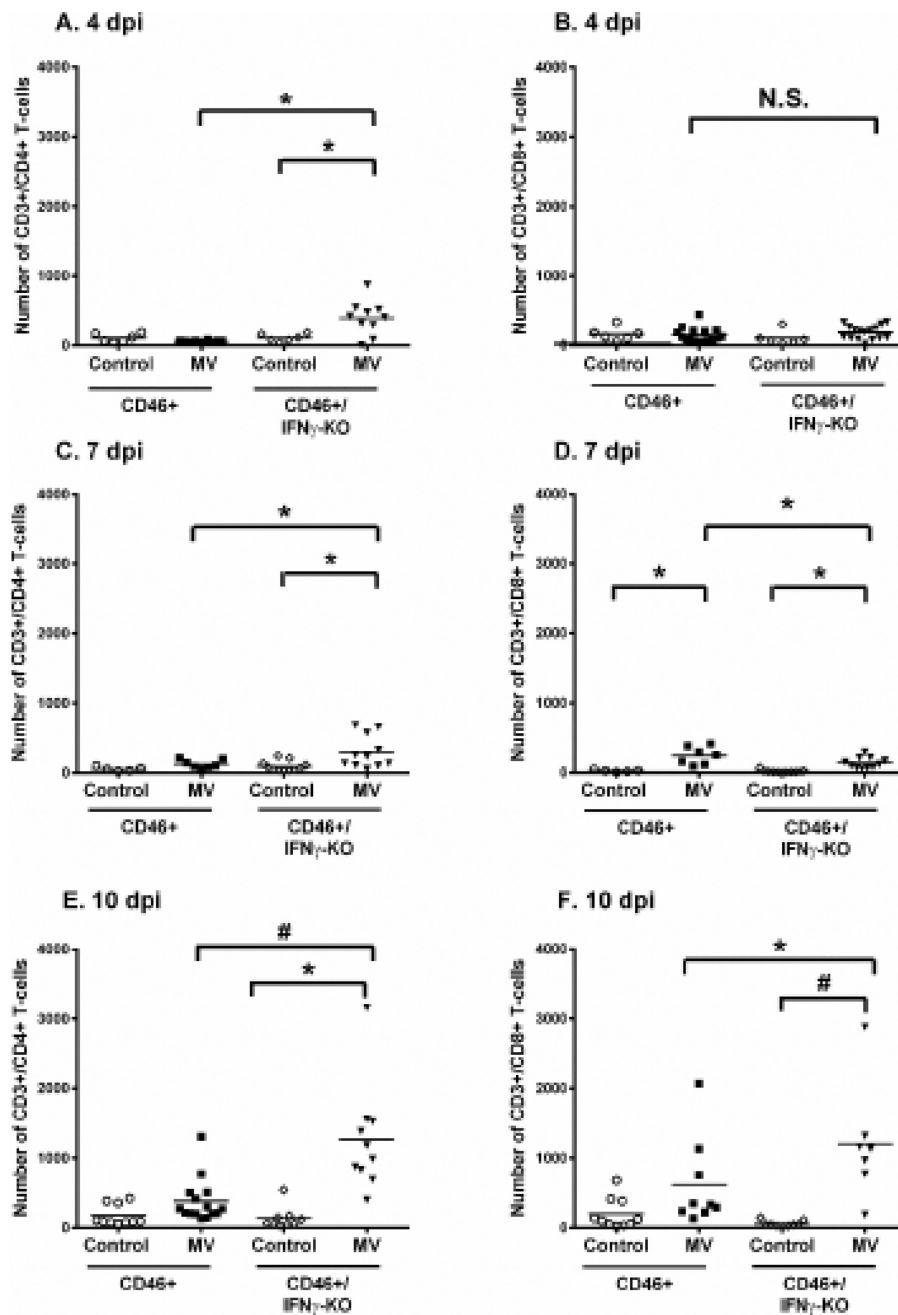 A. 4 dpi
Number of CD3+/CD4+ T-cells
4000
3000
2000
1000
0
*
*
Control MV Control MV
CD46+ CD46+/
IFNγ-KO
B. 4 dpi
Number of CD3+/CD8+ T-cells
4000
3000
2000
1000
0
N.S.
Control MV Control MV
CD46+ CD46+/
IFNγ-KO
C. 7 dpi
Number of CD3+/CD4+ T-cells
4000
3000
2000
1000
0
*
*
Control MV Control MV
CD46+ CD46+/
IFNγ-KO
D. 7 dpi
Number of CD3+/CD8+ T-cells
4000
3000
2000
1000
0
*
*
*
Control MV Control MV
CD46+ CD46+/
IFNγ-KO
E. 10 dpi
Number of CD3+/CD4+ T-cells
4000
3000
2000
1000
0
#
*
Control MV Control MV
CD46+ CD46+/
IFNγ-KO
F. 10 dpi
Number of CD3+/CD8+ T-cells
4000
3000
2000
1000
0
*
#
Control MV Control MV
CD46+ CD46+/
IFNγ-KO